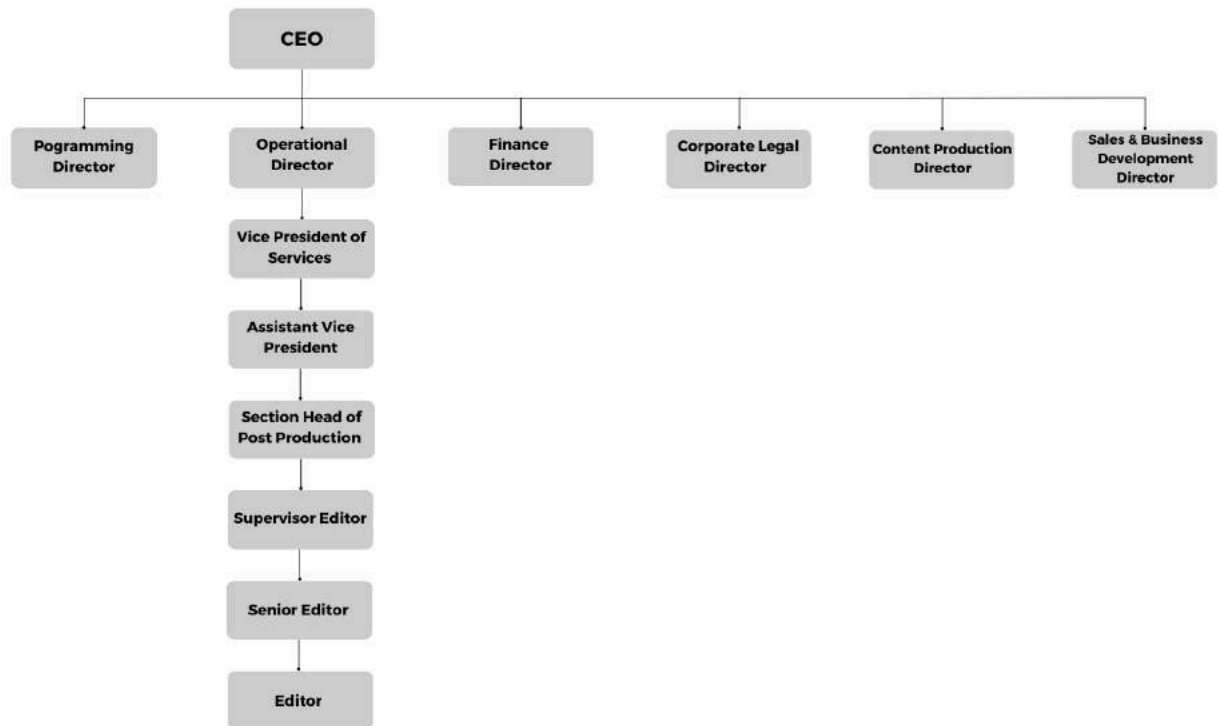 CEO
Pogramming
Director
Operational
Director
Finance
Director
Corporate Legal
Director
Content Production
Director
Sales & Business
Development
Director
Vice President of
Services
Assistant Vice
President
Section Head of
Post Production
Supervisor Editor
Senior Editor
Editor